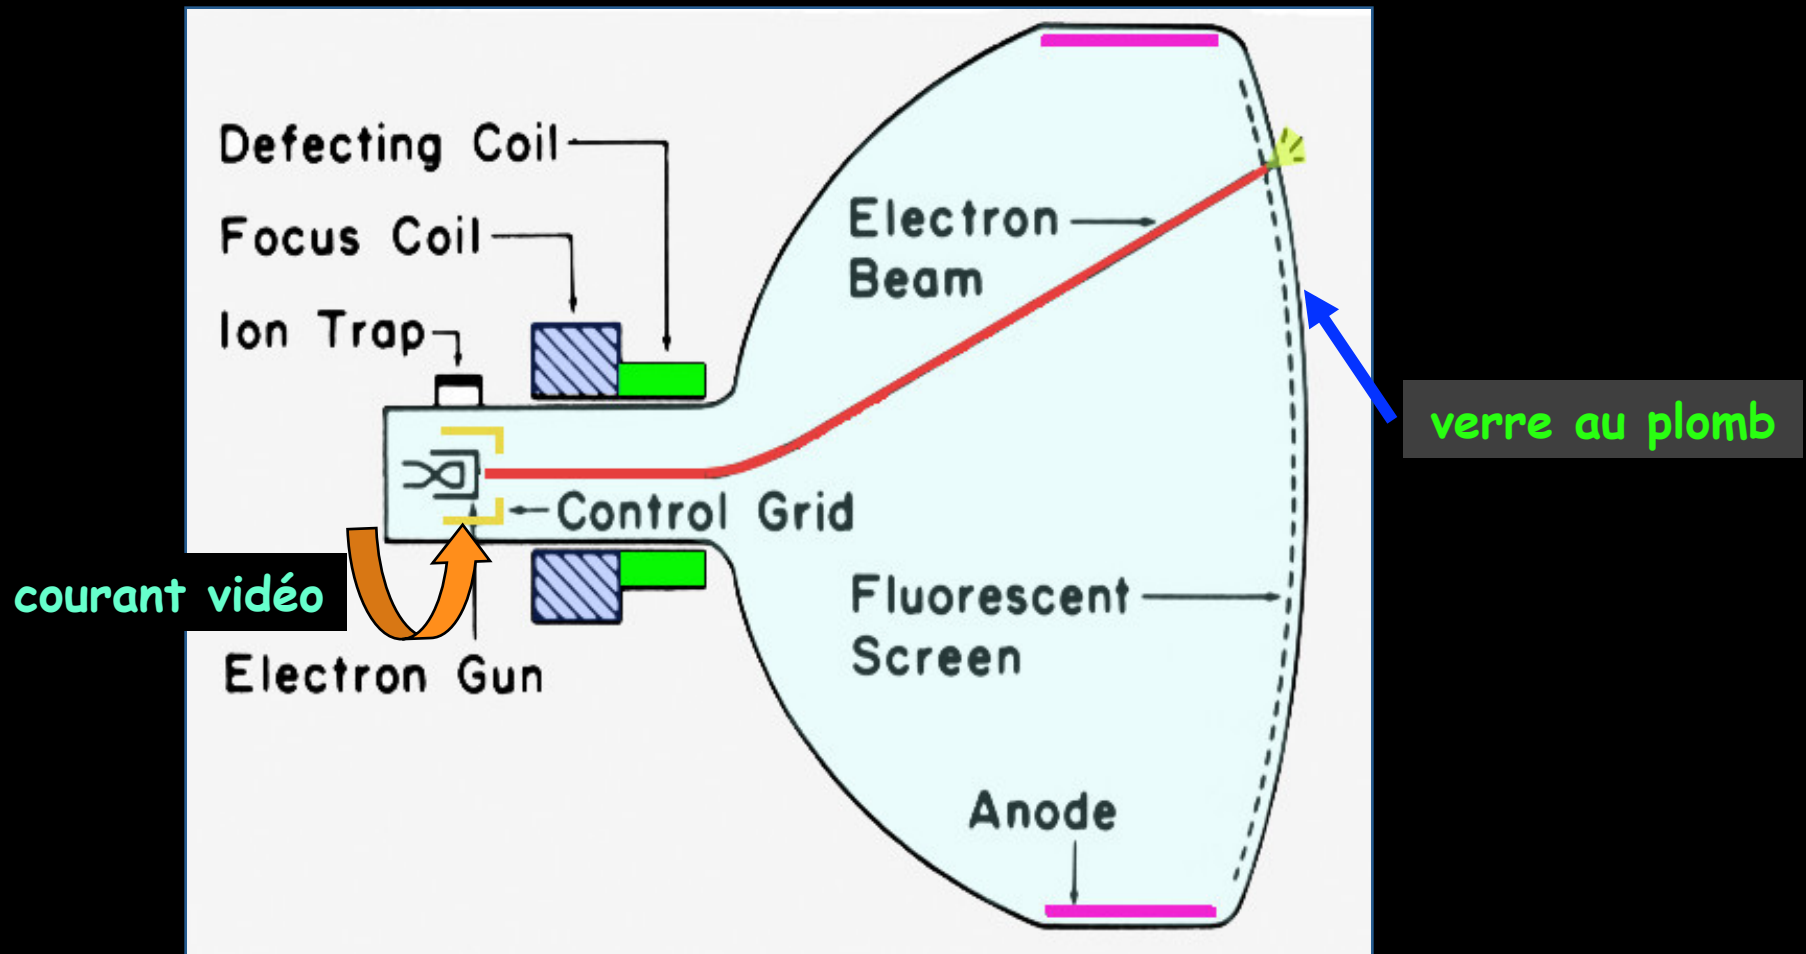 Defecting Coil
Focus Coil
Ion Trap
Electron
Beam
verre au plomb
Control Grid
courant vidéo
Electron Gun
Fluorescent
Screen
Anode